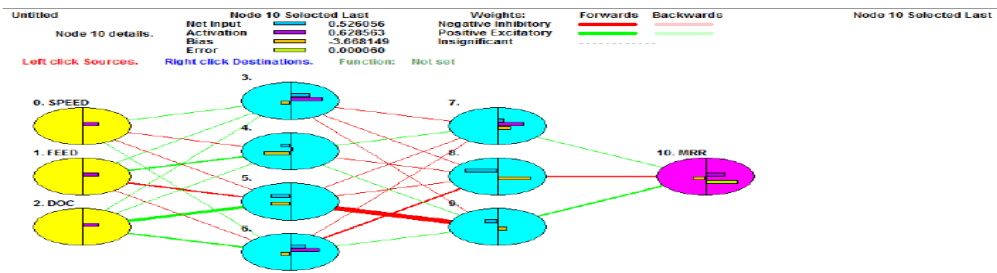 Untitled Node 10 Selected Last Weights: Forwards Backwards Node 10 Selected Last
Net Input 0.526056 Negative Inhibitory
Node 10 details. Activation 0.628563 Positive Excitatory
Bias -3.668149 Insignificant
Error 0.000060
Left click Sources. Right click Destinations. Function: Not set
3.
0. SPEED 7.
4.
1. FEED 8. 10. MRR
5.
2. DOC 9.
6.